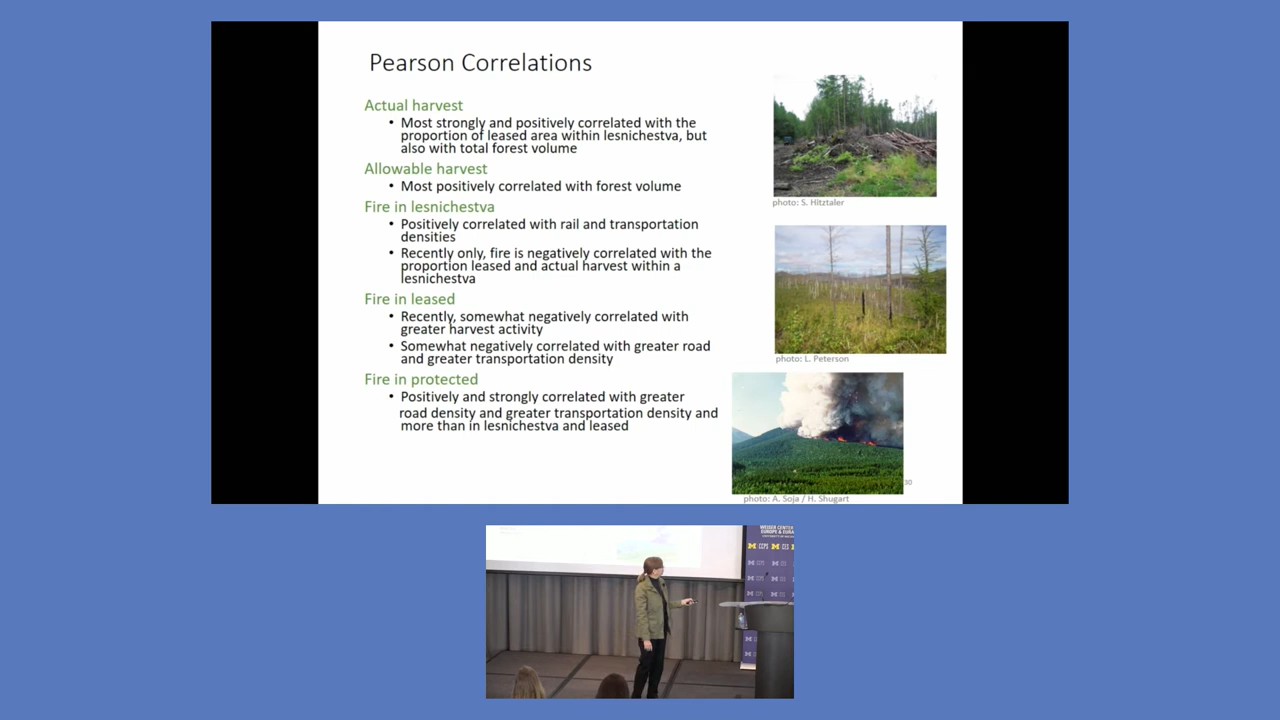 Pearson Correlations
Actual harvest
• Most strongly and positively correlated with the
proportion of leased area within lesnichestva, but
also with total forest volume
Allowable harvest
• Most positively correlated with forest volume
Fire in lesnichestva
• Positively correlated with rail and transportation
densities
• Recently only, fire is negatively correlated with the
proportion leased and actual harvest within a
lesnichestva
Fire in leased
• Recently, somewhat negatively correlated with
greater harvest activity
• Somewhat negatively correlated with greater road
and greater transportation density
Fire in protected
• Positively and strongly correlated with greater
road density and greater transportation density and
more than in lesnichestva and leased
photo: S. Hitztaler
photo: L. Peterson
30
photo: A. Soja / H. Shugart
WEISER CENTER
EUROPE & EURA